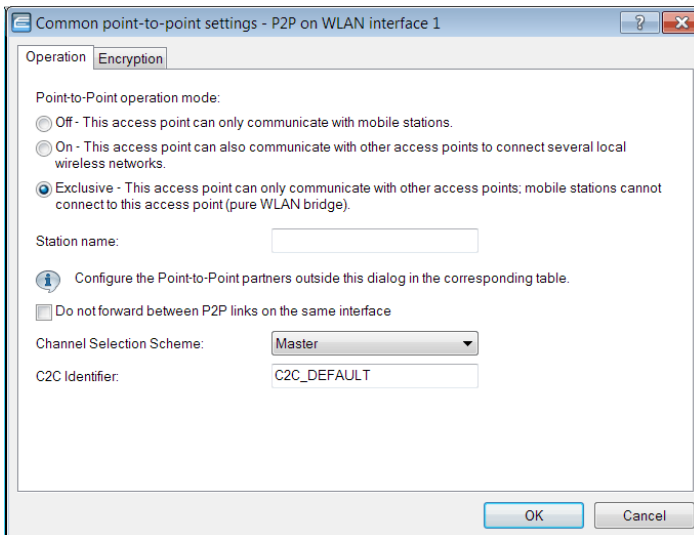 Common point-to-point settings - P2P on WLAN interface 1
Operation
Encryption
Point-to-Point operation mode:
Off - This access point can only communicate with mobile stations.
On - This access point can also communicate with other access points to connect several local
wireless networks.
Exclusive - This access point can only communicate with other access points; mobile stations cannot
connect to this access point (pure WLAN bridge).
Station name:
Configure the Point-to-Point partners outside this dialog in the corresponding table.
Do not forward between P2P links on the same interface
Channel Selection Scheme:
Master
C2C Identifier:
C2C_DEFAULT
OK
Cancel